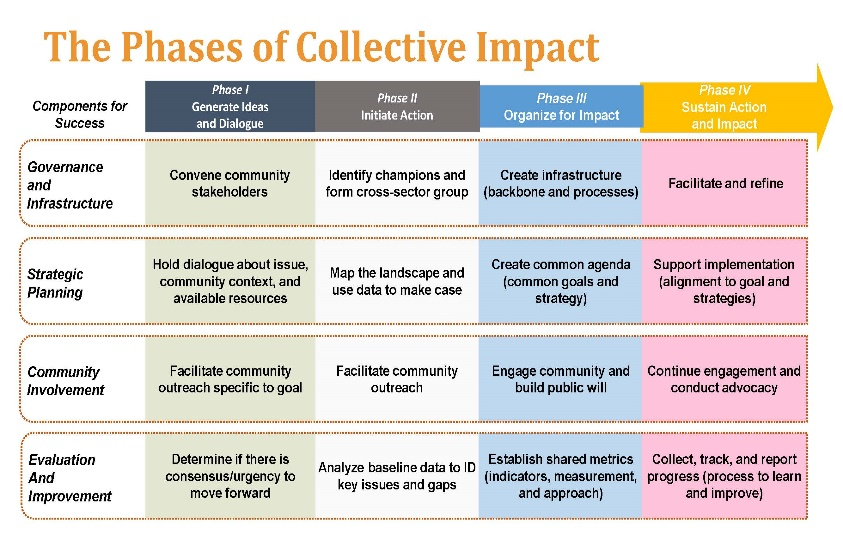 The Phases of Collective Impact
Components for
Success
Phase I
Generate Ideas
and Dialogue
Phase II
Initiate Action
Phase III
Organize for Impact
Phase IV
Sustain Action
and Impact
Governance
and
Infrastructure
Convene community
stakeholders
Identify champions and
form cross-sector group
Create infrastructure
(backbone and processes)
Facilitate and refine
Strategic
Planning
Hold dialogue about issue,
community context, and
available resources
Map the landscape and
use data to make case
Create common agenda
(common goals and
strategy)
Support implementation
(alignment to goal and
strategies)
Community
Involvement
Facilitate community
outreach specific to goal
Facilitate community
outreach
Engage community and
build public will
Continue engagement and
conduct advocacy
Evaluation
And
Improvement
Determine if there is
consensus/urgency to
move forward
Analyze baseline data to ID
key issues and gaps
Establish shared metrics
(indicators, measurement,
and approach)
Collect, track, and report
progress (process to learn
and improve)